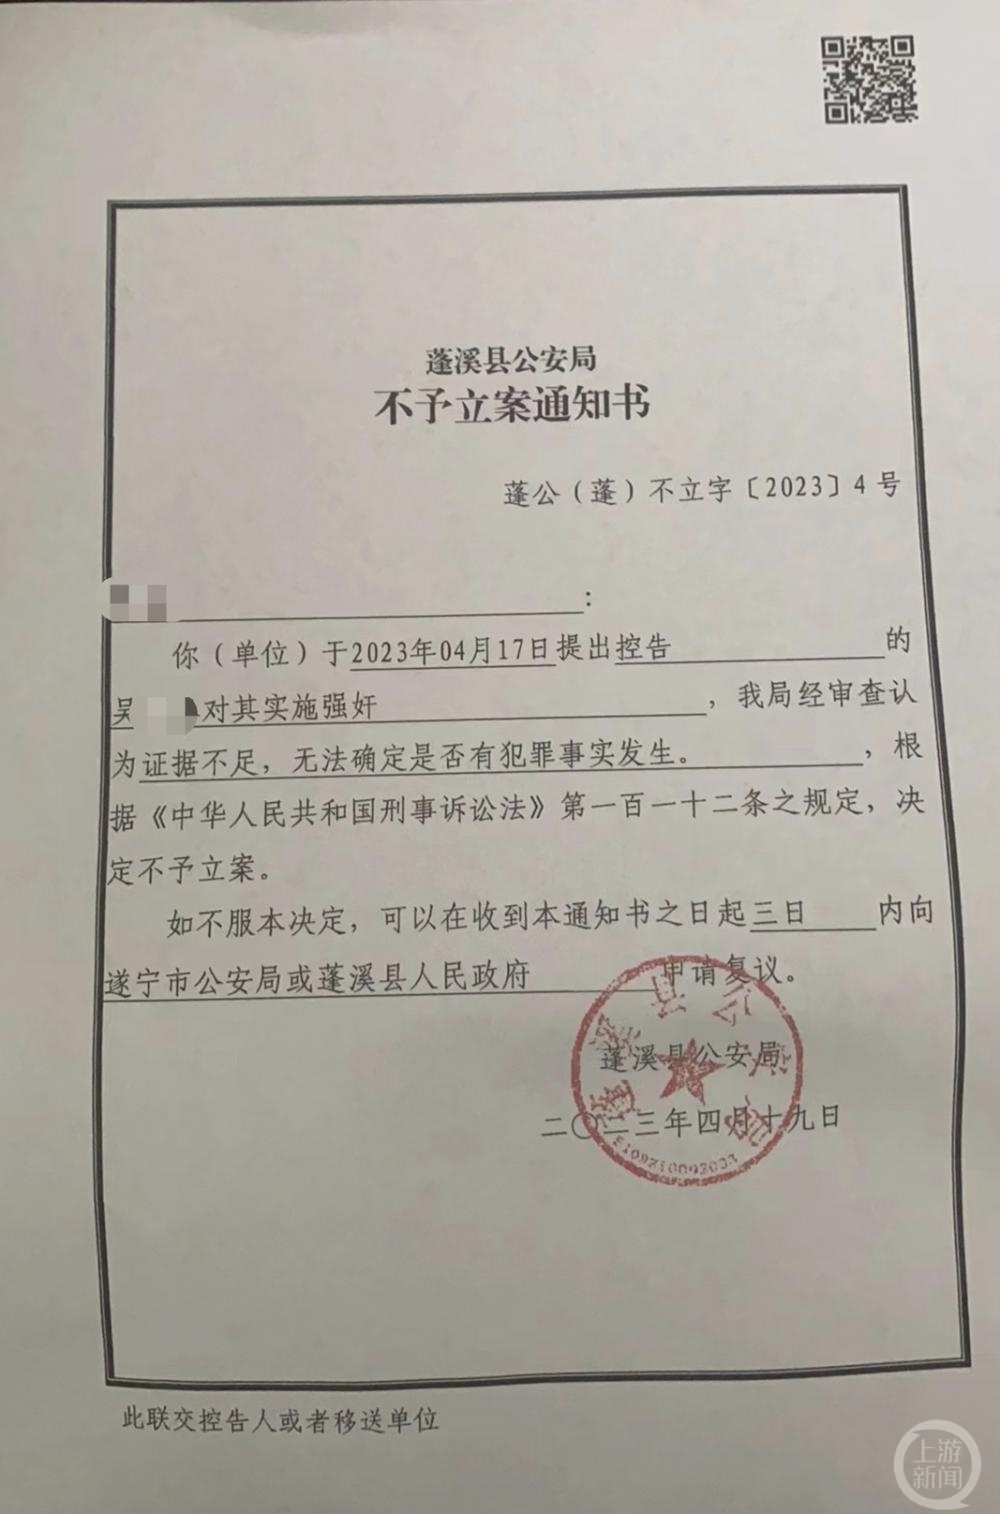 蓬溪县公安局
不予立案通知书
蓬公（蓬）不立字〔2023〕4号
：
你（单位）于2023年04月17日提出控告的
吴 对其实施强奸，我局经审查认
为证据不足，无法确定是否有犯罪事实发生。，根
据《中华人民共和国刑事诉讼法》第一百一十二条之规定，决
定不予立案。
如不服本决定，可以在收到本通知书之日起三日内向
遂宁市公安局或蓬溪县人民政府申请复议。
蓬溪县公安局
二〇二三年四月十九日
蓬溪县公安局
此联交控告人或者移送单位
上游
新闻